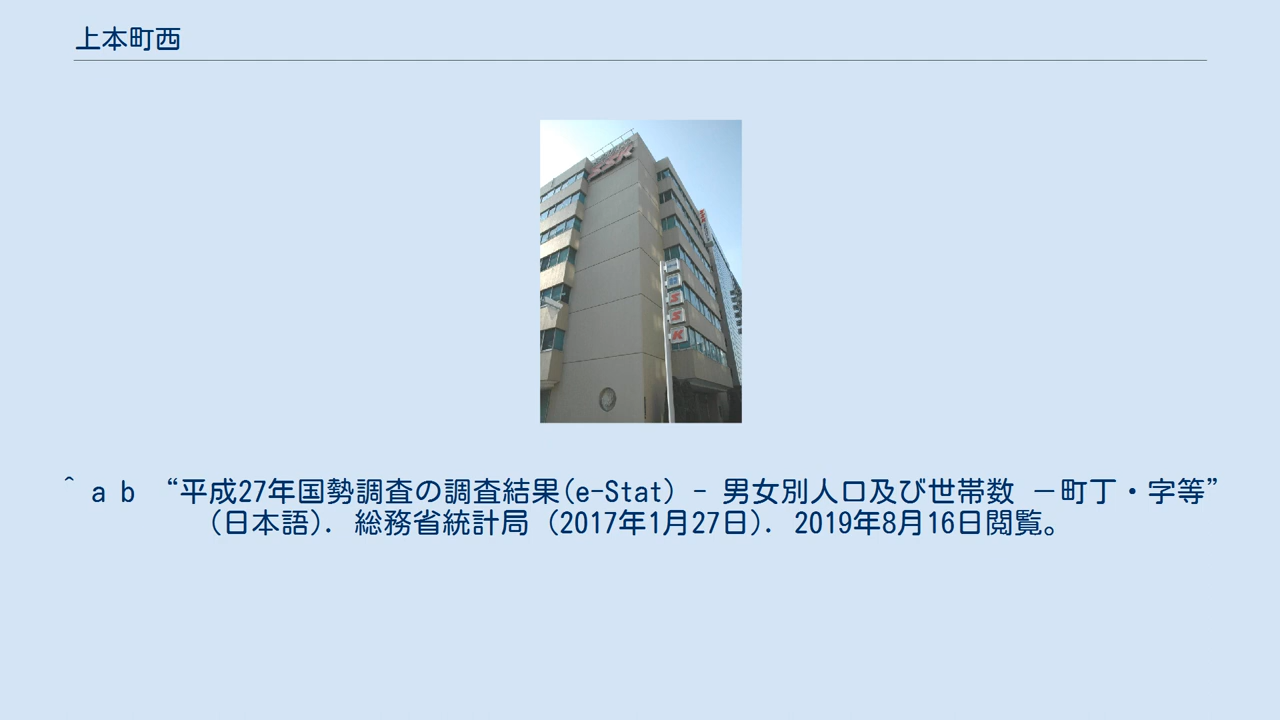 上本町西
SSK
S
S
K
^ a b “平成27年国勢調査の調査結果(e-Stat) - 男女別人口及び世帯数 －町丁・字等”
(日本語). 総務省統計局 (2017年1月27日). 2019年8月16日閲覧。